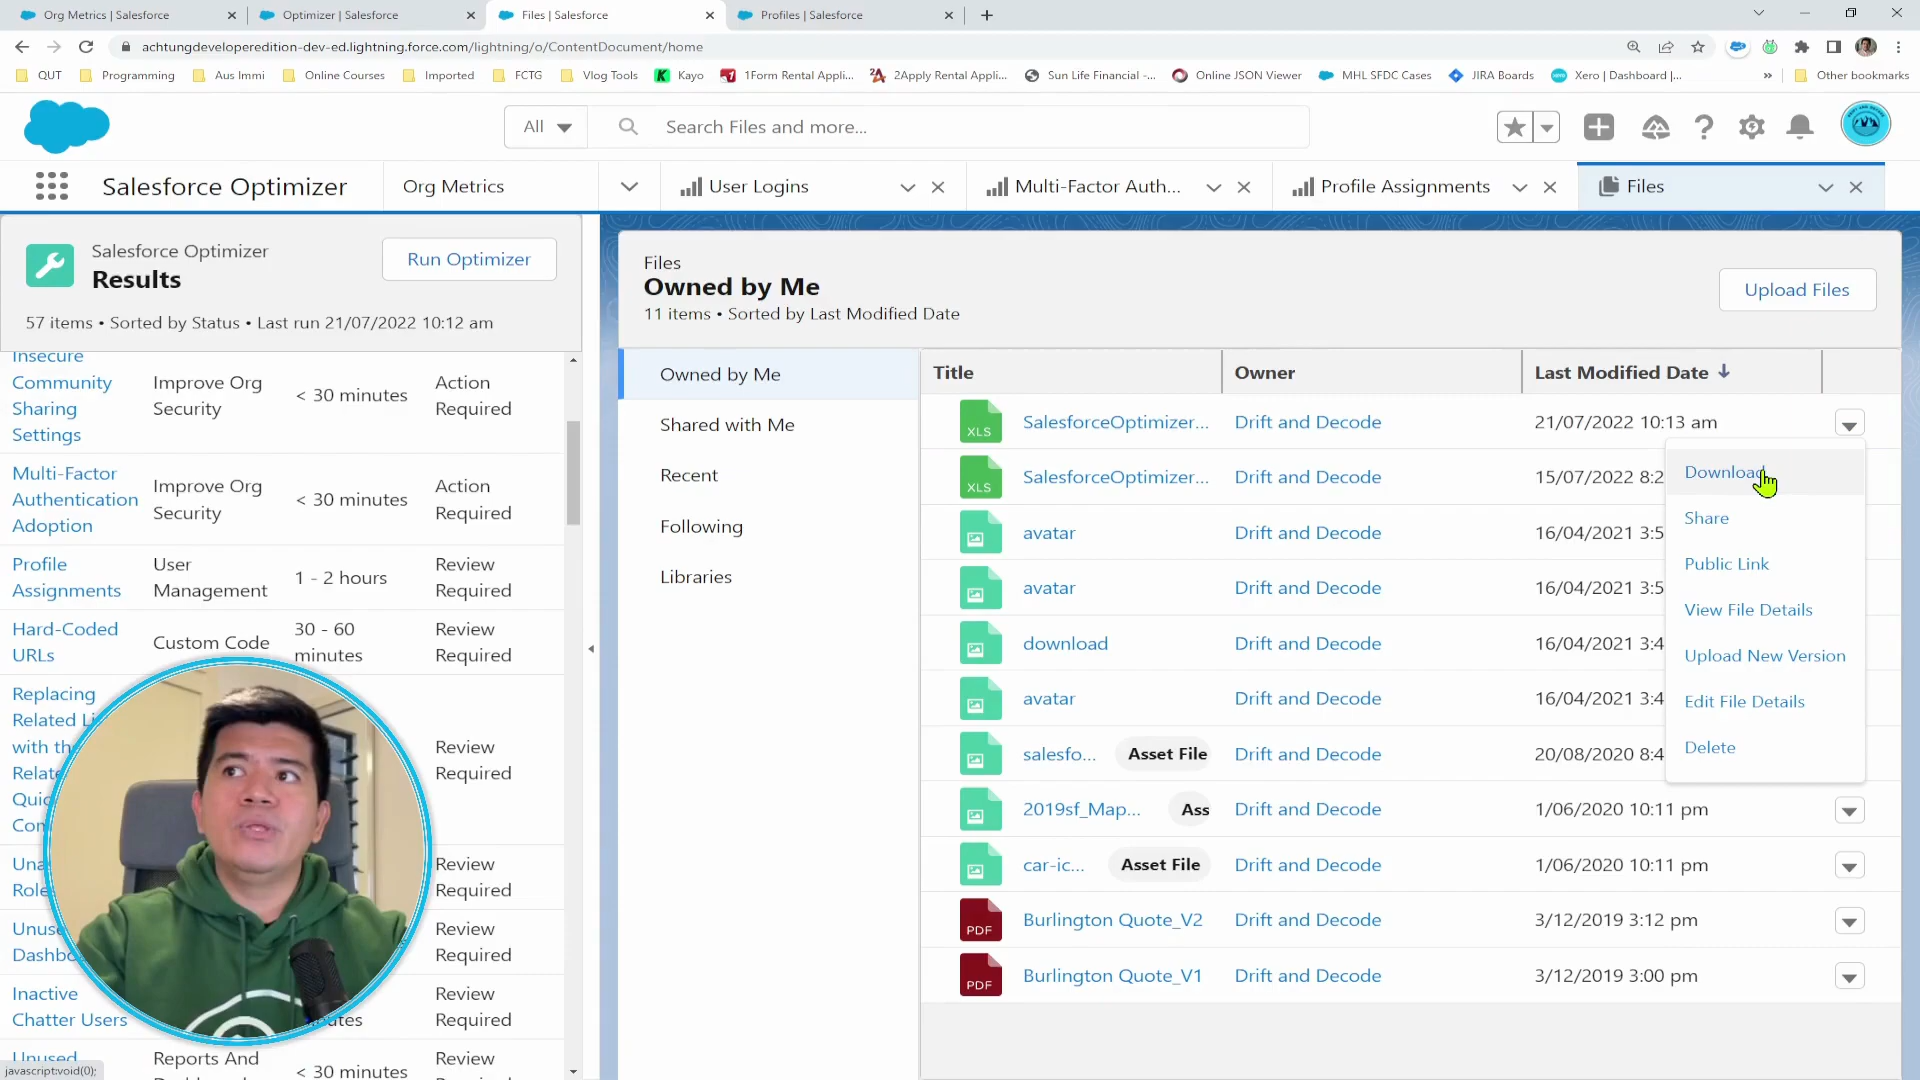 Org Metrics | Salesforce
Optimizer | Salesforce
Files | Salesforce
Profiles | Salesforce
achtungdeveloperedition-dev-ed.lightning.force.com/lightning/o/ContentDocument/home
QUT
Programming
Aus Immi
Online Courses
Imported
FCTG
Vlog Tools
Kayo
1Form Rental Appli...
2Apply Rental Appli...
Sun Life Financial -...
Online JSON Viewer
MHL SFDC Cases
JIRA Boards
Xero | Dashboard |...
»
Other bookmarks
All
Search Files and more...
Salesforce Optimizer
Org Metrics
User Logins
Multi-Factor Auth...
Profile Assignments
Files
Salesforce Optimizer
Results
Run Optimizer
57 items • Sorted by Status • Last run 21/07/2022 10:12 am
Insecure
Community
Sharing
Settings
Improve Org
Security
< 30 minutes
Action
Required
Multi-Factor
Authentication
Adoption
Improve Org
Security
< 30 minutes
Action
Required
Profile
Assignments
User
Management
1 - 2 hours
Review
Required
Hard-Coded
URLs
Custom Code
30 - 60
minutes
Review
Required
Replacing
Related Li
with th
Relate
Quic
Com
Review
Required
Una
Role
Review
Required
Unuse
Dashbo
Review
Required
Inactive
Chatter Users
utes
Review
Required
Unused
Reports And
< 30 minutes
Review
Required
javascript:void(0);
Files
Owned by Me
11 items • Sorted by Last Modified Date
Upload Files
Owned by Me
Shared with Me
Recent
Following
Libraries
Title
Owner
Last Modified Date
XLS
SalesforceOptimizer...
Drift and Decode
21/07/2022 10:13 am
XLS
SalesforceOptimizer...
Drift and Decode
15/07/2022 8:2
avatar
Drift and Decode
16/04/2021 3:5
avatar
Drift and Decode
16/04/2021 3:5
download
Drift and Decode
16/04/2021 3:4
avatar
Drift and Decode
16/04/2021 3:4
salesfo...
Asset File
Drift and Decode
20/08/2020 8:4
2019sf_Map...
Ass
Drift and Decode
1/06/2020 10:11 pm
car-ic...
Asset File
Drift and Decode
1/06/2020 10:11 pm
PDF
Burlington Quote_V2
Drift and Decode
3/12/2019 3:12 pm
PDF
Burlington Quote_V1
Drift and Decode
3/12/2019 3:00 pm
Download
Share
Public Link
View File Details
Upload New Version
Edit File Details
Delete